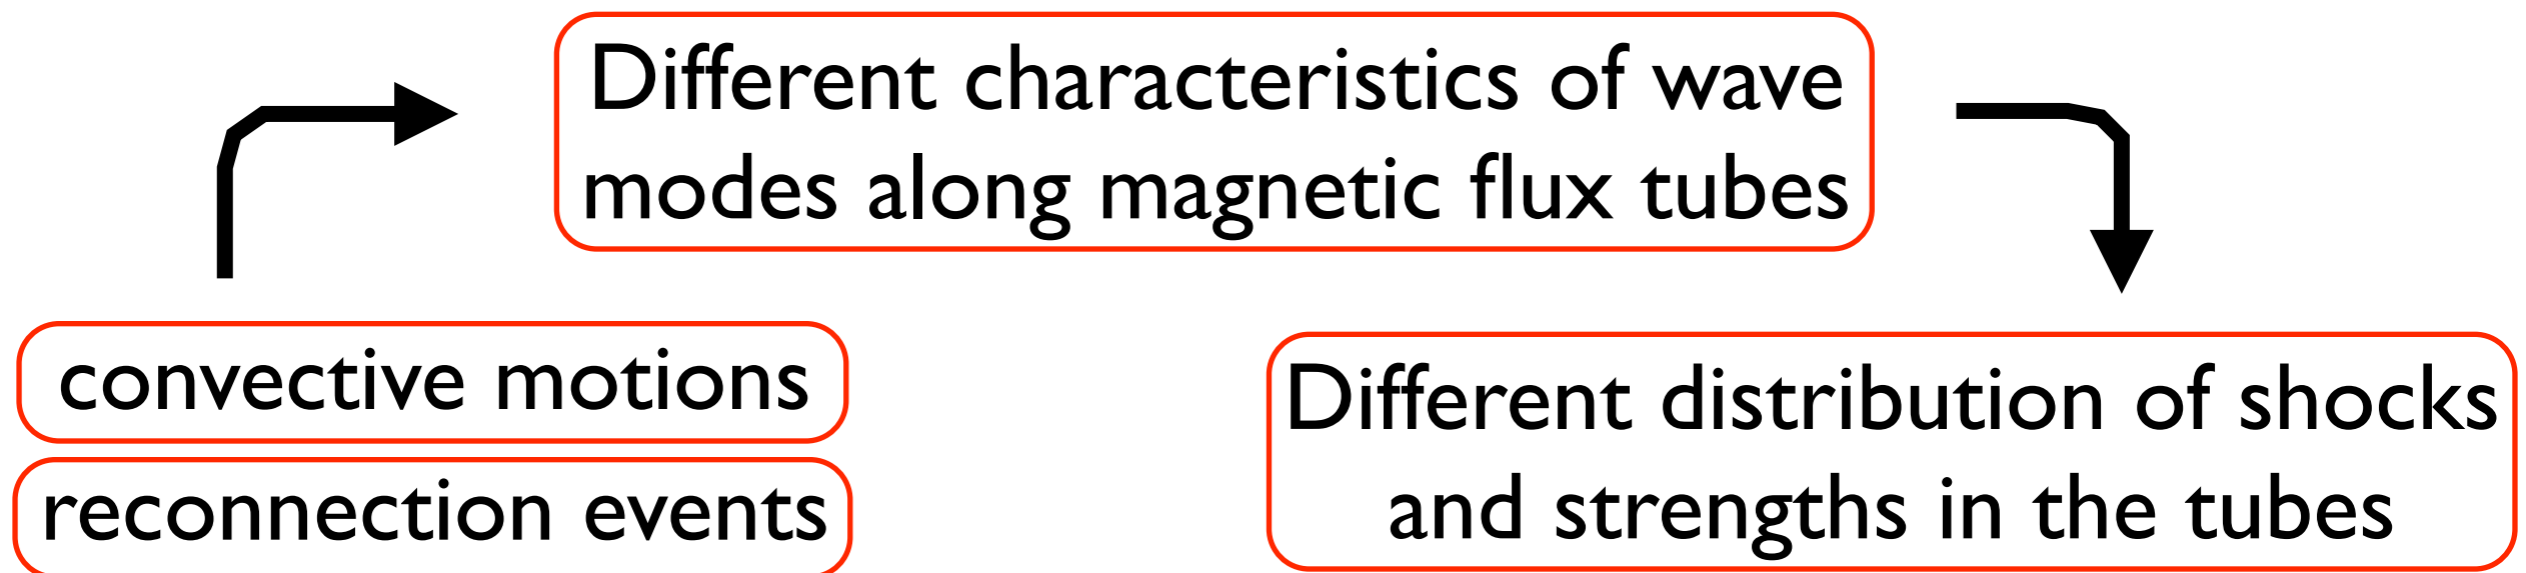 Different characteristics of wave
modes along magnetic flux tubes
convective motions
reconnection events
Different distribution of shocks
and strengths in the tubes